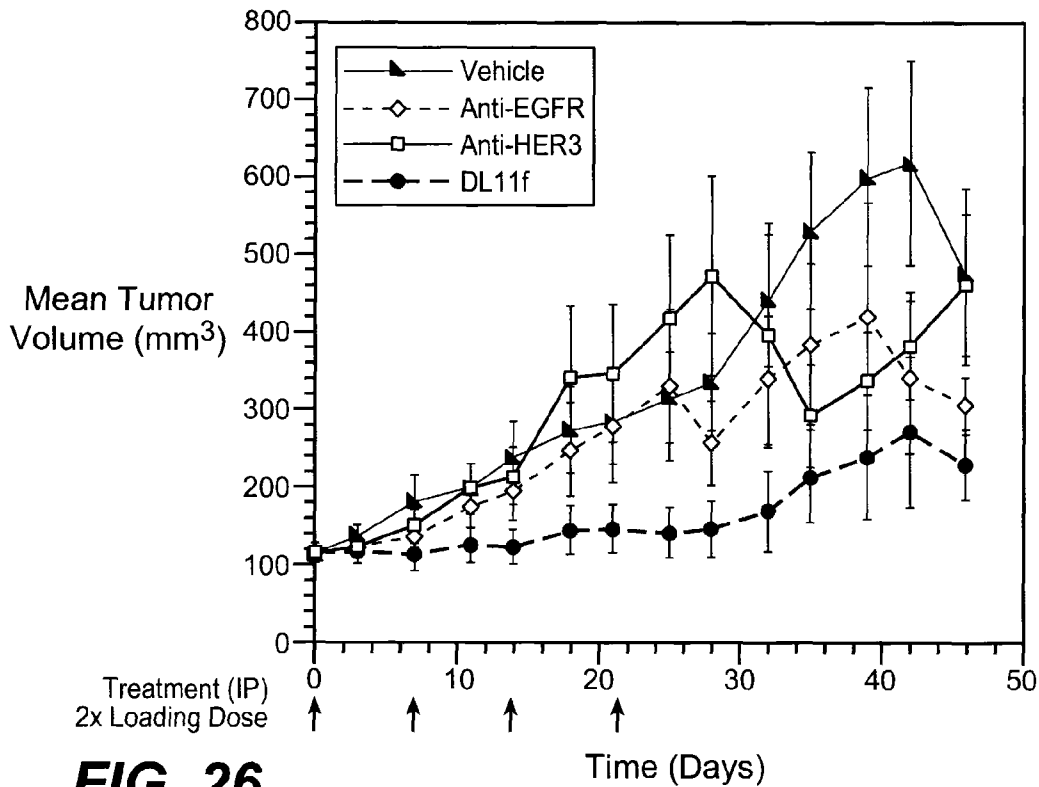 800
700
600
500
400
300
200
100
0
Mean Tumor
Volume (mm3)
Vehicle
Anti-EGFR
Anti-HER3
DL11f
0
10
20
30
40
50
Treatment (IP)
2x Loading Dose
Time (Days)
FIG. 26